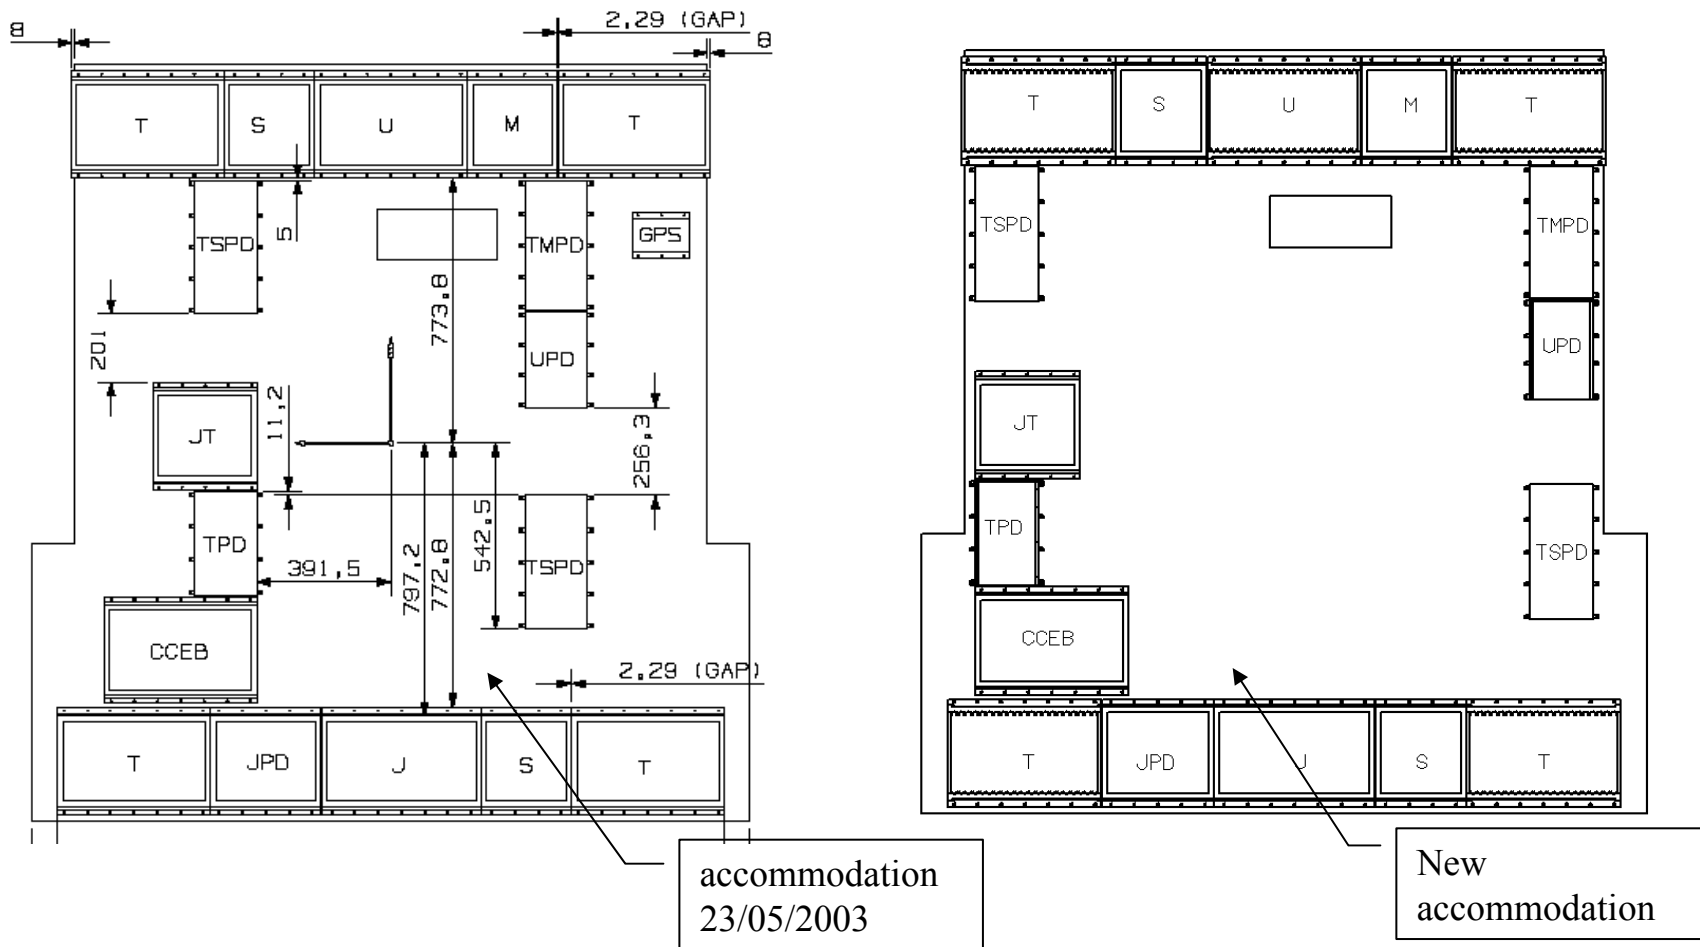 8
2,29 (GAP)
8
T S U M T
TSPD
5
TMPD
GPS
773.8
201
UPD
JT
11,2
256,3
TPD
391,5
797.2
772.8
542.5
TSPD
CCEB
2.29 (GAP)
T JPD J S T
accommodation
23/05/2003
T S U M T
TSPD
TMPD
UPD
JT
TPD
TSPD
CCEB
T JPD J S T
New
accommodation